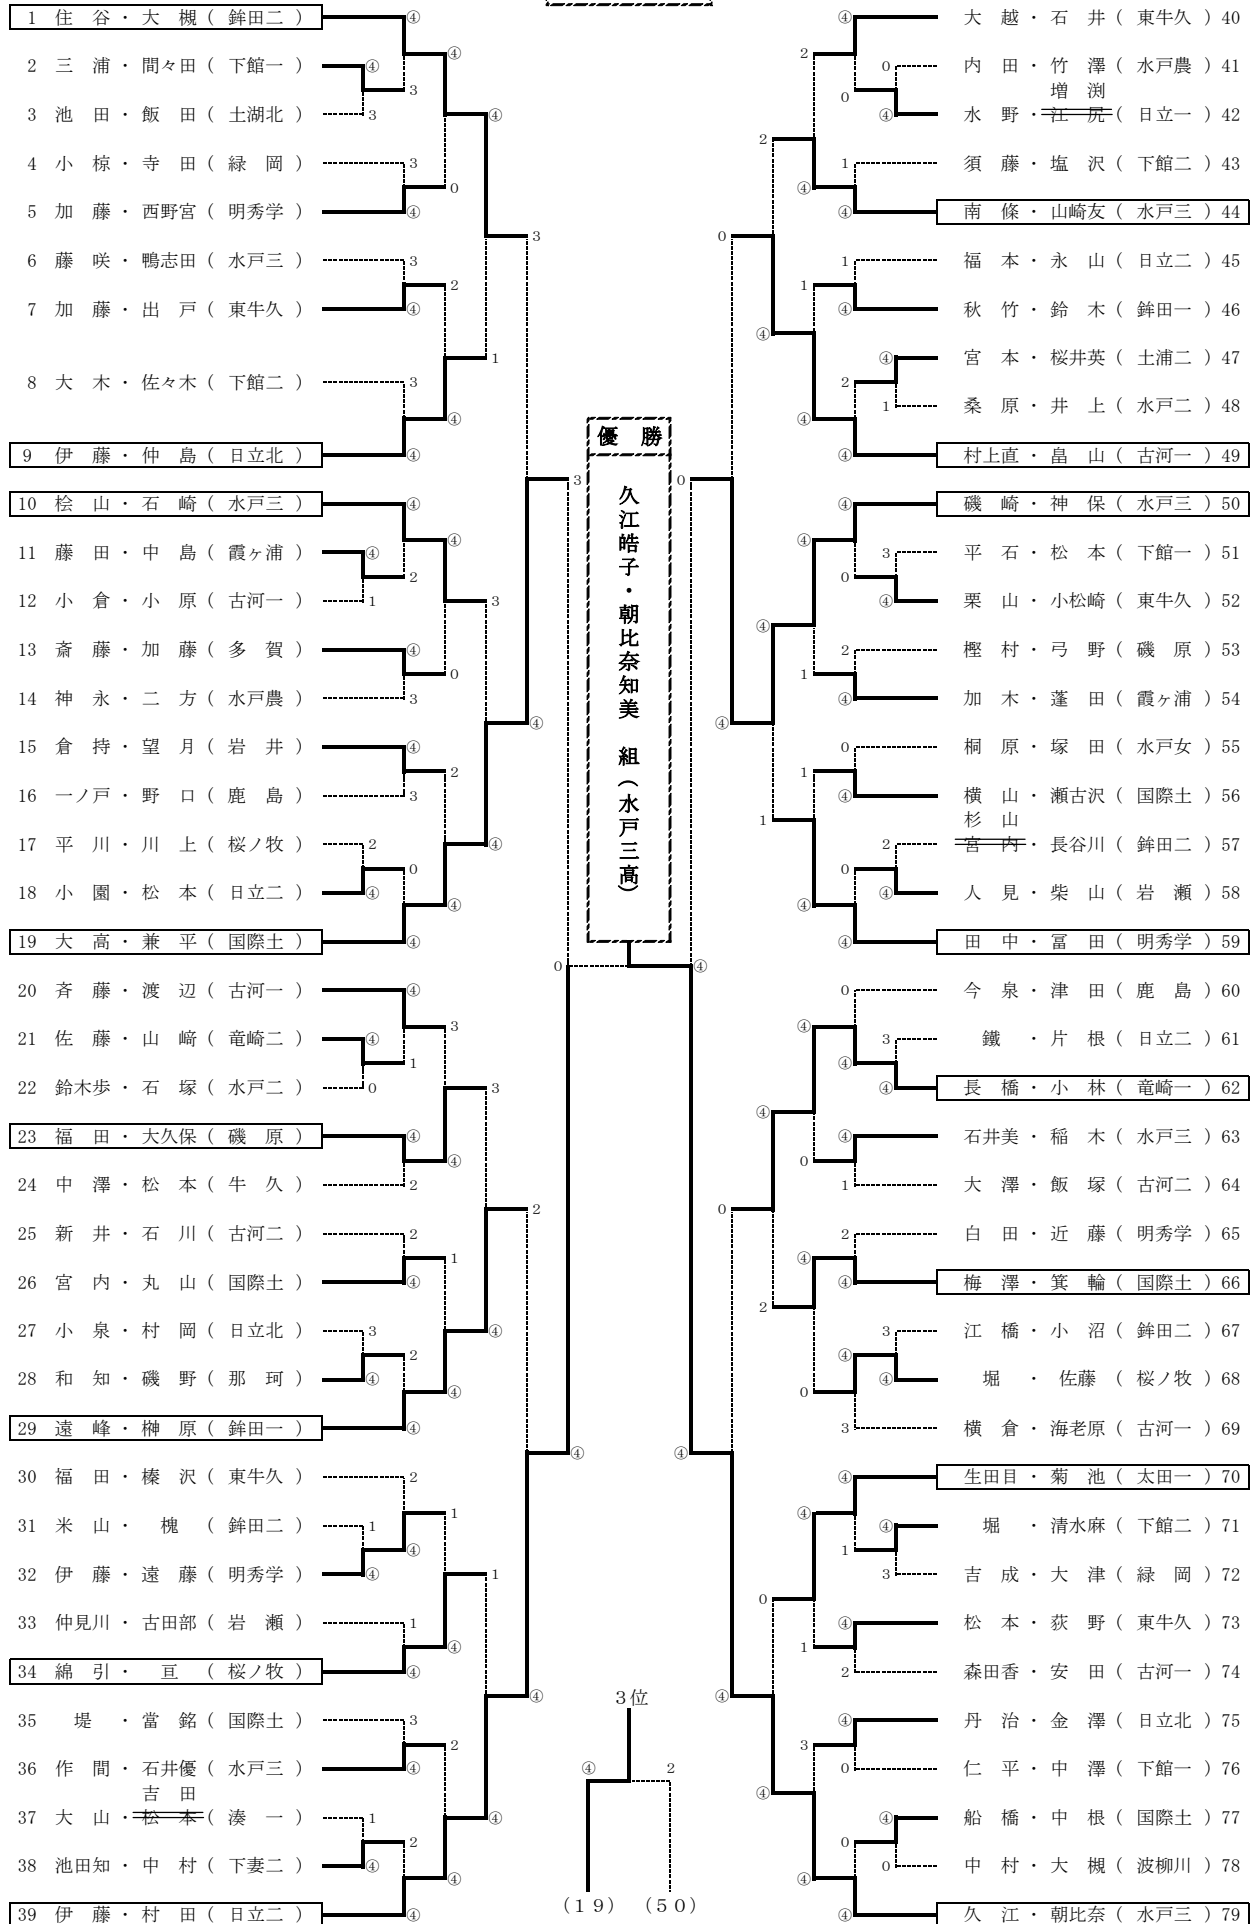 1 住 谷・大 槻（鉾田二）
2 三 浦・間々田（下館一）
3 池 田・飯 田（土湖北）
4 小 椋・寺 田（緑 岡）
5 加 藤・西野宮（明秀学）
6 藤 咲・鴨志田（水戸三）
7 加 藤・出 戸（東牛久）
8 大 木・佐々木（下館二）
9 伊 藤・仲 島（日立北）
10 桧 山・石 崎（水戸三）
11 藤 田・中 島（霞ヶ浦）
12 小 倉・小 原（古河一）
13 斎 藤・加 藤（多 賀）
14 神 永・二 方（水戸農）
15 倉 持・望 月（岩 井）
16 一ノ戸・野 口（鹿 島）
17 平 川・川 上（桜ノ牧）
18 小 園・松 本（日立二）
19 大 高・兼 平（国際土）
20 斉 藤・渡 辺（古河一）
21 佐 藤・山 﨑（竜崎二）
22 鈴木歩・石 塚（水戸二）
23 福 田・大久保（磯 原）
24 中 澤・松 本（牛 久）
25 新 井・石 川（古河二）
26 宮 内・丸 山（国際土）
27 小 泉・村 岡（日立北）
28 和 知・磯 野（那 珂）
29 遠 峰・榊 原（鉾田一）
30 福 田・榛 沢（東牛久）
31 米 山・ 槐 （鉾田二）
32 伊 藤・遠 藤（明秀学）
33 仲見川・古田部（岩 瀬）
34 綿 引・ 亘 （桜ノ牧）
35 堤 ・當 銘（国際土）
36 作 間・石井優（水戸三）
吉 田
37 大 山・松 本（湊 一）
38 池田知・中 村（下妻二）
39 伊 藤・村 田（日立二）
優 勝
久江皓子・朝比奈知美 組（水戸三高）
3位
④ 2
（19）（50）
大 越・石 井（東牛久）40
内 田・竹 澤（水戸農）41
増 渕
水 野・江 尻（日立一）42
須 藤・塩 沢（下館二）43
南 條・山崎友（水戸三）44
福 本・永 山（日立二）45
秋 竹・鈴 木（鉾田一）46
宮 本・桜井英（土浦二）47
桑 原・井 上（水戸二）48
村上直・畠 山（古河一）49
磯 崎・神 保（水戸三）50
平 石・松 本（下館一）51
栗 山・小松崎（東牛久）52
樫 村・弓 野（磯 原）53
加 木・蓬 田（霞ヶ浦）54
桐 原・塚 田（水戸女）55
横 山・瀬古沢（国際土）56
杉 山
宮 内・長谷川（鉾田二）57
人 見・柴 山（岩 瀬）58
田 中・冨 田（明秀学）59
今 泉・津 田（鹿 島）60
鐵 ・片 根（日立二）61
長 橋・小 林（竜崎一）62
石井美・稲 木（水戸三）63
大 澤・飯 塚（古河二）64
白 田・近 藤（明秀学）65
梅 澤・箕 輪（国際土）66
江 橋・小 沼（鉾田二）67
堀 ・ 佐藤 （桜ノ牧）68
横 倉・海老原（古河一）69
生田目・菊 池（太田一）70
堀 ・清水麻（下館二）71
吉 成・大 津（緑 岡）72
松 本・荻 野（東牛久）73
森田香・安 田（古河一）74
丹 治・金 澤（日立北）75
仁 平・中 澤（下館一）76
船 橋・中 根（国際土）77
中 村・大 槻（波柳川）78
久 江・朝比奈（水戸三）79